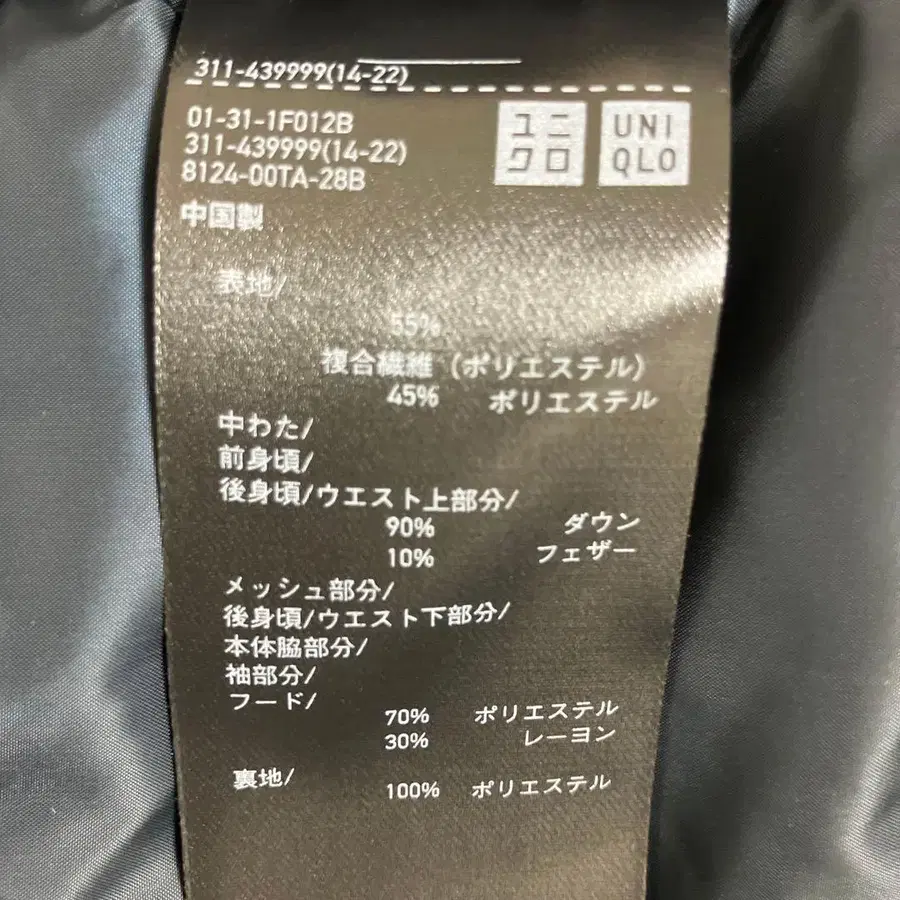 311-439999(14-22)
01-31-1F012B
311-439999(14-22)
8124-00TA-28B
ユニ
クロ
UNI
QLO
中国製
表地/
55%
複合繊維(ポリエステル)
45% ポリエステル
中わた/
前身頃/
後身頃/ウエスト上部分/
90% ダウン
10% フェザー
メッシュ部分/
後身頃/ウエスト下部分/
本体脇部分/
袖部分/
フード/
70% ポリエステル
30% レーヨン
裏地/
100% ポリエステル